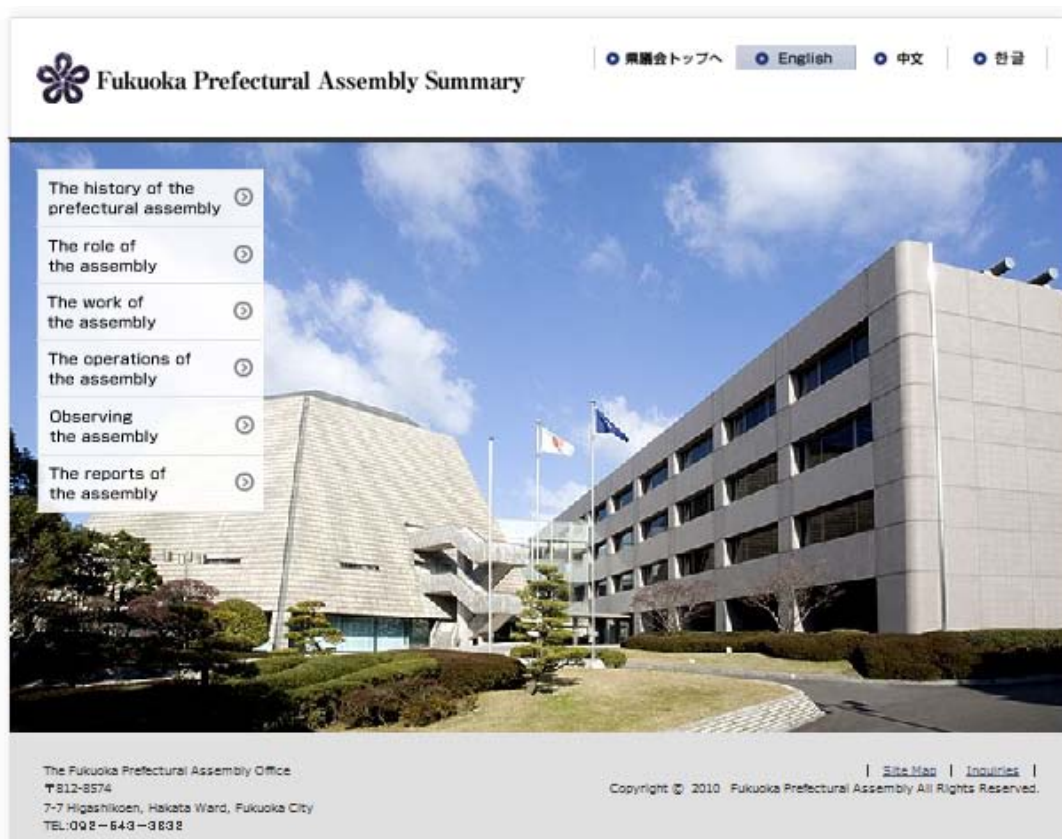 Fukuoka Prefectural Assembly Summary
県議会トップへ English 中文 한글
The history of the
prefectural assembly
The role of
the assembly
The work of
the assembly
The operations of
the assembly
Observing
the assembly
The reports of
the assembly
The Fukuoka Prefectural Assembly Office
〒812-8574
7-7 Higashikoen, Hakata Ward, Fukuoka City
TEL:092-643-3832
| Site Map | Inquiries |
Copyright © 2010 Fukuoka Prefectural Assembly All Rights Reserved.